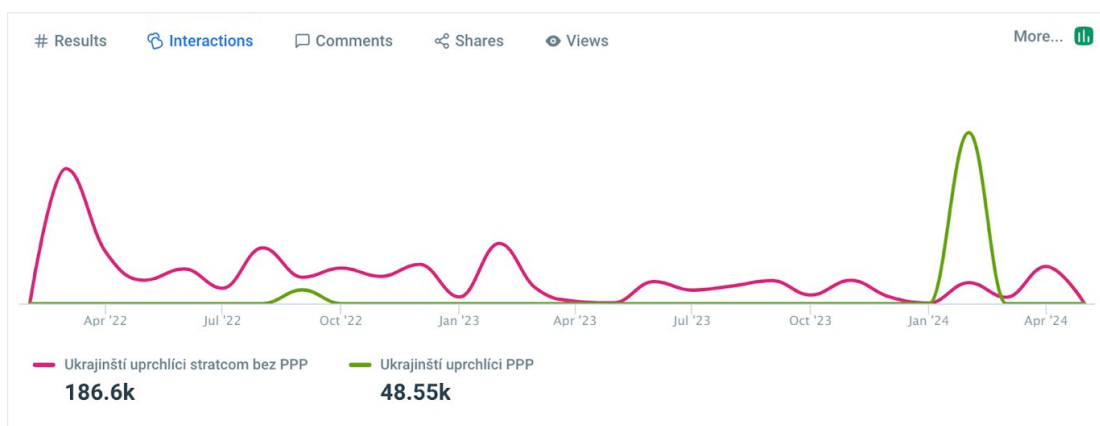 # Results Interactions Comments Shares Views More...
Apr '22 Jul '22 Oct '22 Jan '23 Apr '23 Jul '23 Oct '23 Jan '24 Apr '24
Ukrajinští uprchlíci stratcom bez PPP Ukrajinští uprchlíci PPP
186.6k 48.55k